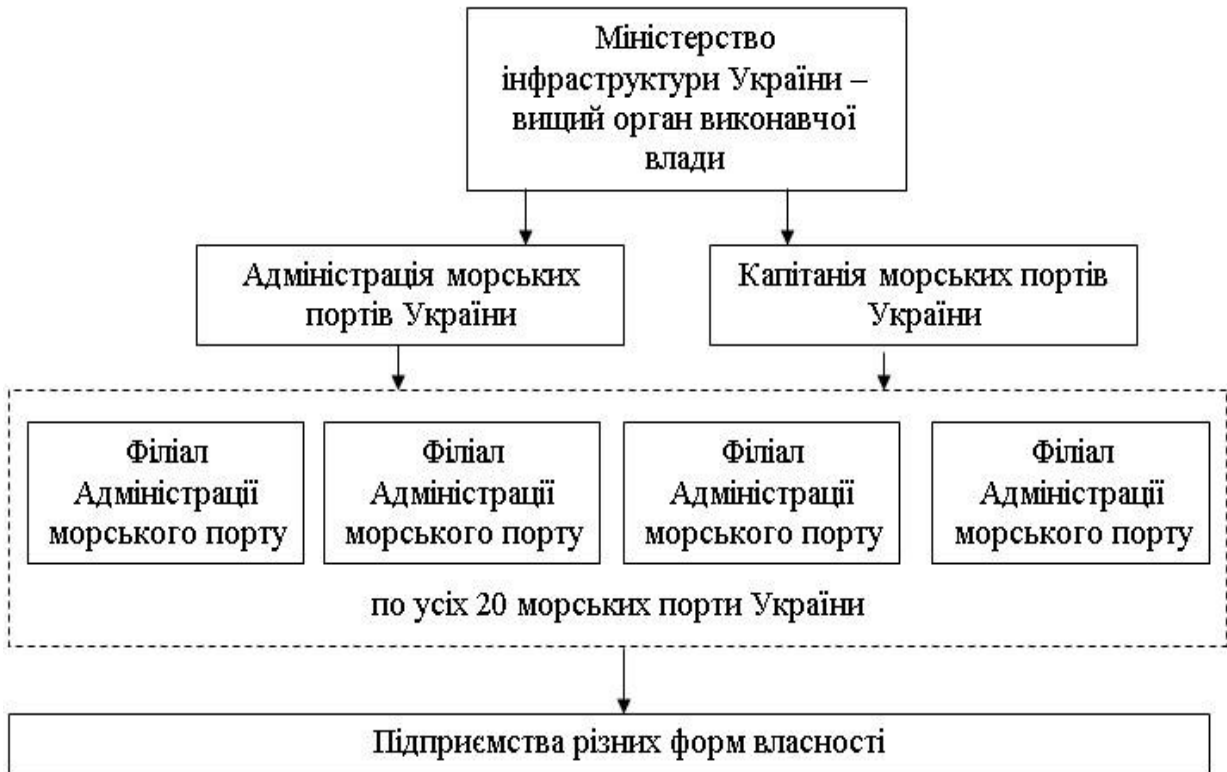 Міністерство
інфраструктури України –
вищий орган виконавчої
влади
Адміністрація морських
портів України
Капітанія морських портів
України
Філіал
Адміністрації
морського порту
Філіал
Адміністрації
морського порту
Філіал
Адміністрації
морського порту
Філіал
Адміністрації
морського порту
по усіх 20 морських порти України
Підприємства різних форм власності